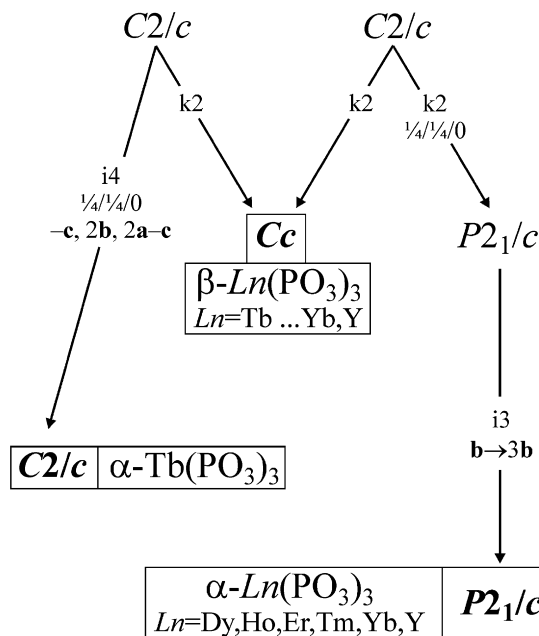 C2/c
C2/c
k2
k2
k2
¼/¼/0
i4
¼/¼/0
–c, 2b, 2a–c
Cc
P2₁/c
β-Ln(PO₃)₃
Ln=Tb ...Yb,Y
i3
b→3b
C2/c
α-Tb(PO₃)₃
α-Ln(PO₃)₃
Ln=Dy,Ho,Er,Tm,Yb,Y
P2₁/c